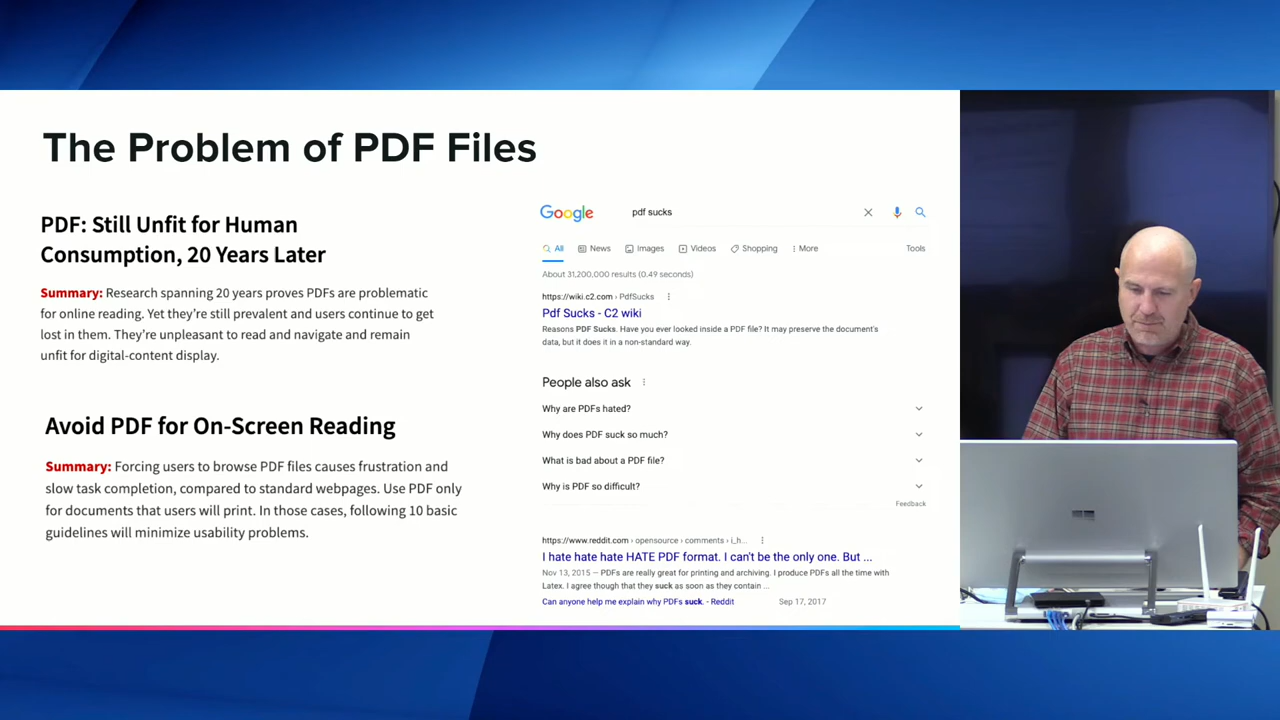 The Problem of PDF Files
PDF: Still Unfit for Human
Consumption, 20 Years Later
Summary: Research spanning 20 years proves PDFs are problematic
for online reading. Yet they're still prevalent and users continue to get
lost in them. They're unpleasant to read and navigate and remain
unfit for digital-content display.
Avoid PDF for On-Screen Reading
Summary: Forcing users to browse PDF files causes frustration and
slow task completion, compared to standard webpages. Use PDF only
for documents that users will print. In those cases, following 10 basic
guidelines will minimize usability problems.
Google pdf sucks
All News Images Videos Shopping More Tools
About 31,200,000 results (0.49 seconds)
https://wiki.c2.com › PdfSucks
Pdf Sucks - C2 wiki
Reasons PDF Sucks. Have you ever looked inside a PDF file? It may preserve the document's
data, but it does it in a non-standard way.
People also ask
Why are PDFs hated?
Why does PDF suck so much?
What is bad about a PDF file?
Why is PDF so difficult?
Feedback
https://www.reddit.com › opensource › comments › i_h...
I hate hate hate HATE PDF format. I can't be the only one. But ...
Nov 13, 2015 — PDFs are really great for printing and archiving. I produce PDFs all the time with
Latex. I agree though that they suck as soon as they contain ...
Can anyone help me explain why PDFs suck. - Reddit Sep 17, 2017